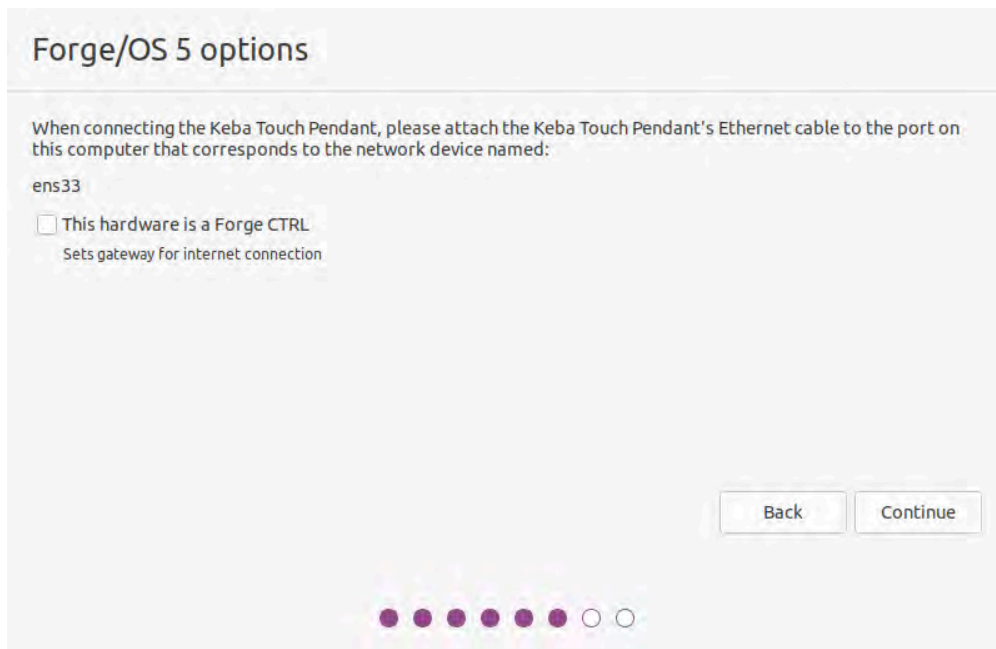 Forge/OS 5 options
When connecting the Keba Touch Pendant, please attach the Keba Touch Pendant's Ethernet cable to the port on
this computer that corresponds to the network device named:
ens33
This hardware is a Forge CTRL
Sets gateway for internet connection
Back
Continue